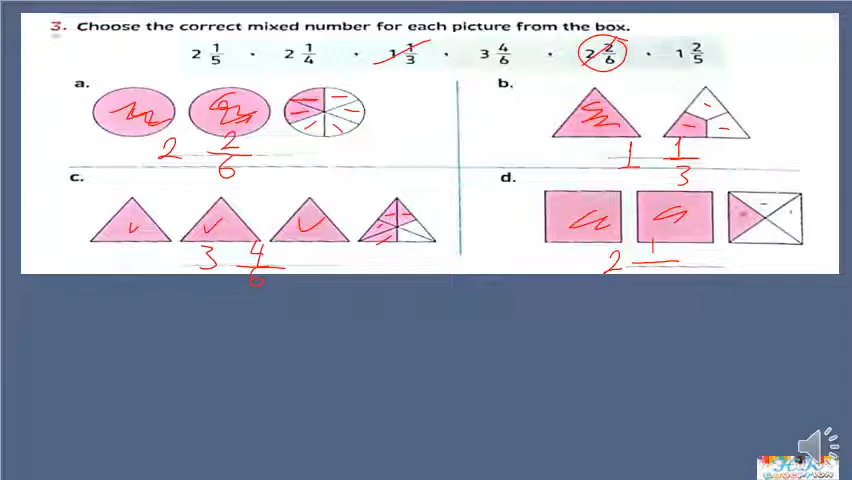 3. Choose the correct mixed number for each picture from the box.
2 1/5 · 2 1/4 · 1 1/3 · 3 4/6 · 2 2/6 · 1 2/5
a. b.
2 2/6 1 1/3
c. d.
3 4/6 2 1
EDUCATION